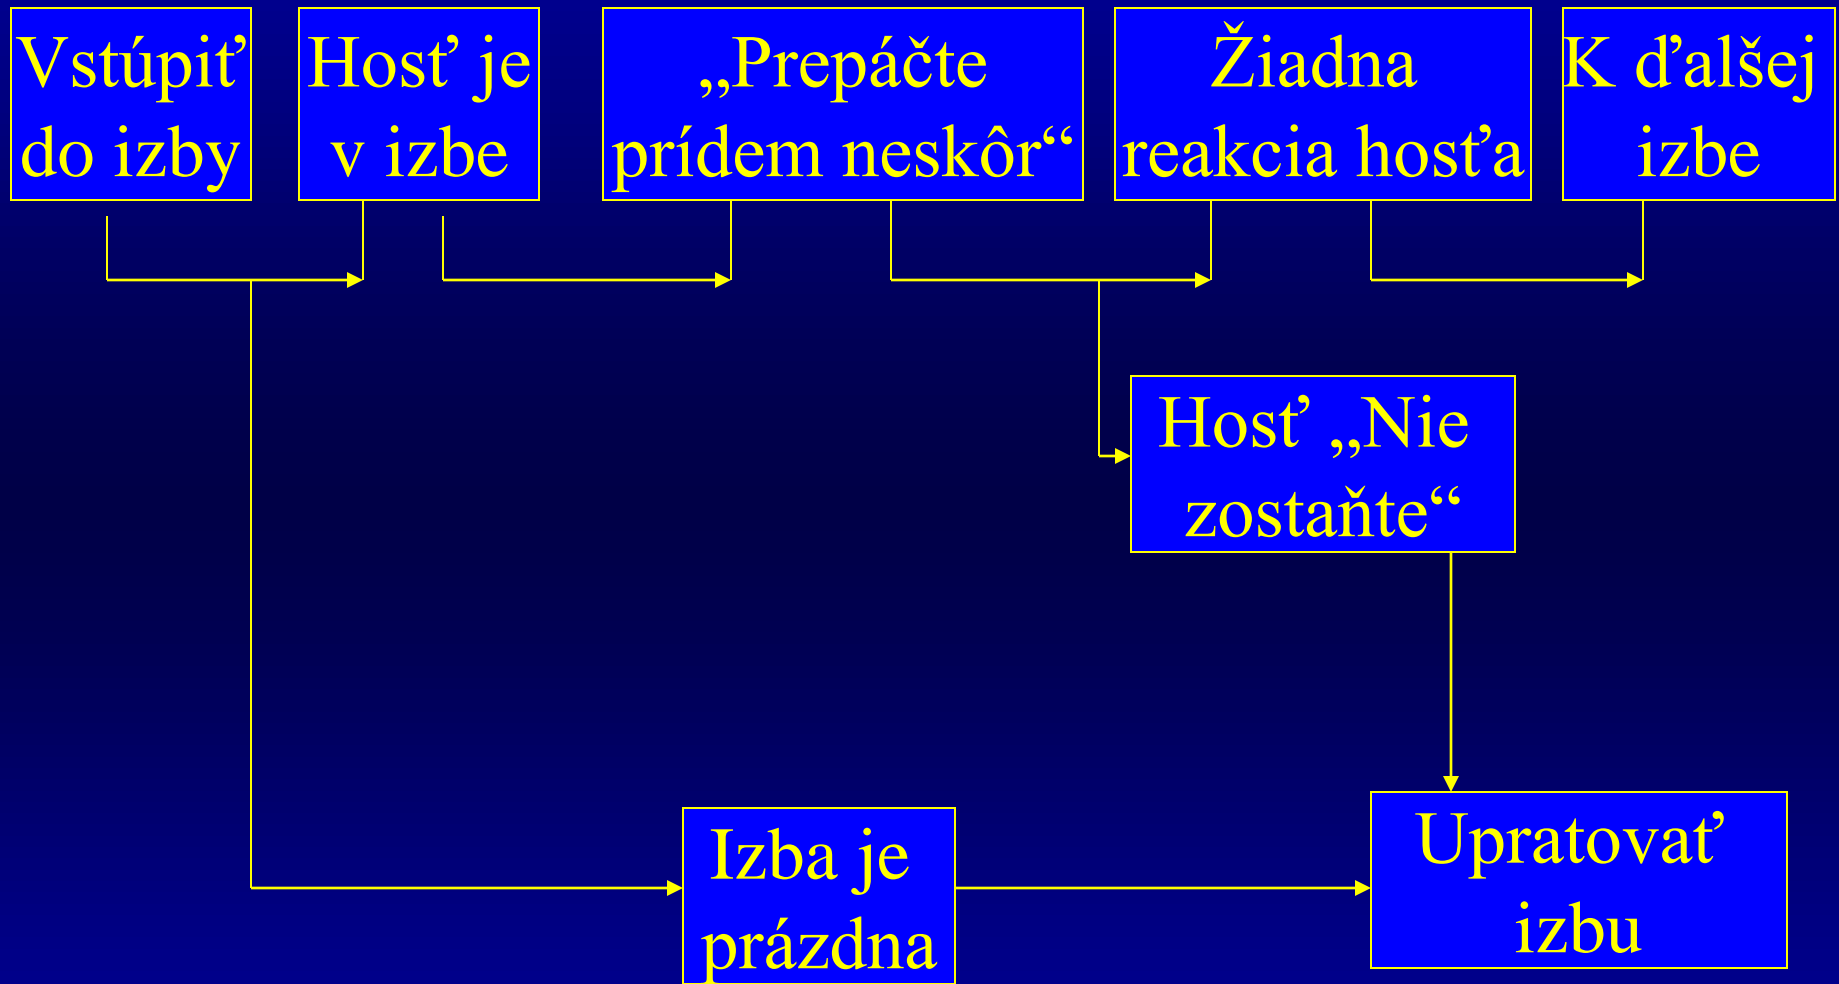 Vstúpiť
do izby
Hosť je
v izbe
„Prepáčte
prídem neskôr“
Žiadna
reakcia hosťa
K ďalšej
izbe
Hosť „Nie
zostaňte“
Izba je
prázdna
Upratovať
izbu